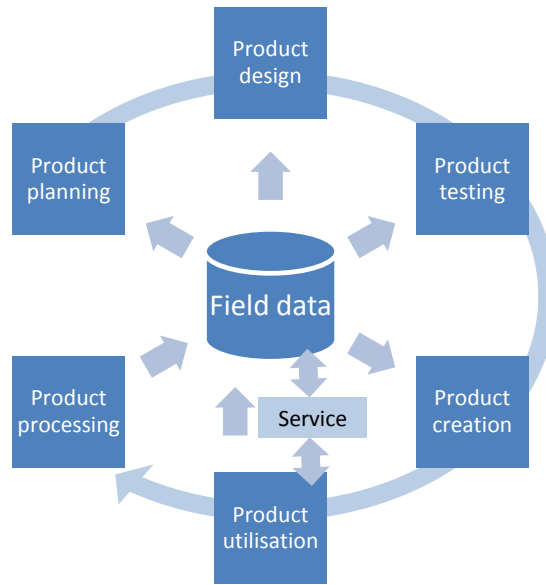 Product
design
Product
planning
Product
testing
Field data
Product
processing
Service
Product
creation
Product
utilisation